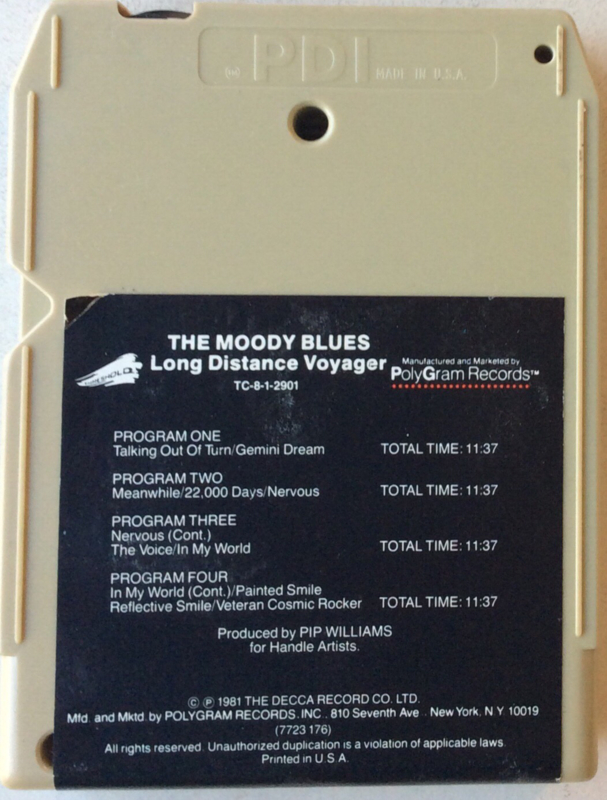 PDI MADE IN U.S.A.
THE MOODY BLUES
Long Distance Voyager
TC-8-1-2901
THRESHOLD
Manufactured and Marketed by
PolyGram Records™
PROGRAM ONE
Talking Out Of Turn/Gemini Dream TOTAL TIME: 11:37
PROGRAM TWO
Meanwhile/22,000 Days/Nervous TOTAL TIME: 11:37
PROGRAM THREE
Nervous (Cont.)
The Voice/In My World TOTAL TIME: 11:37
PROGRAM FOUR
In My World (Cont.)/Painted Smile
Reflective Smile/Veteran Cosmic Rocker TOTAL TIME: 11:37
Produced by PIP WILLIAMS
for Handle Artists.
© ℗ 1981 THE DECCA RECORD CO. LTD.
Mfd. and Mktd. by POLYGRAM RECORDS, INC., 810 Seventh Ave., New York, N.Y. 10019
(7723 176)
All rights reserved. Unauthorized duplication is a violation of applicable laws.
Printed in U.S.A.